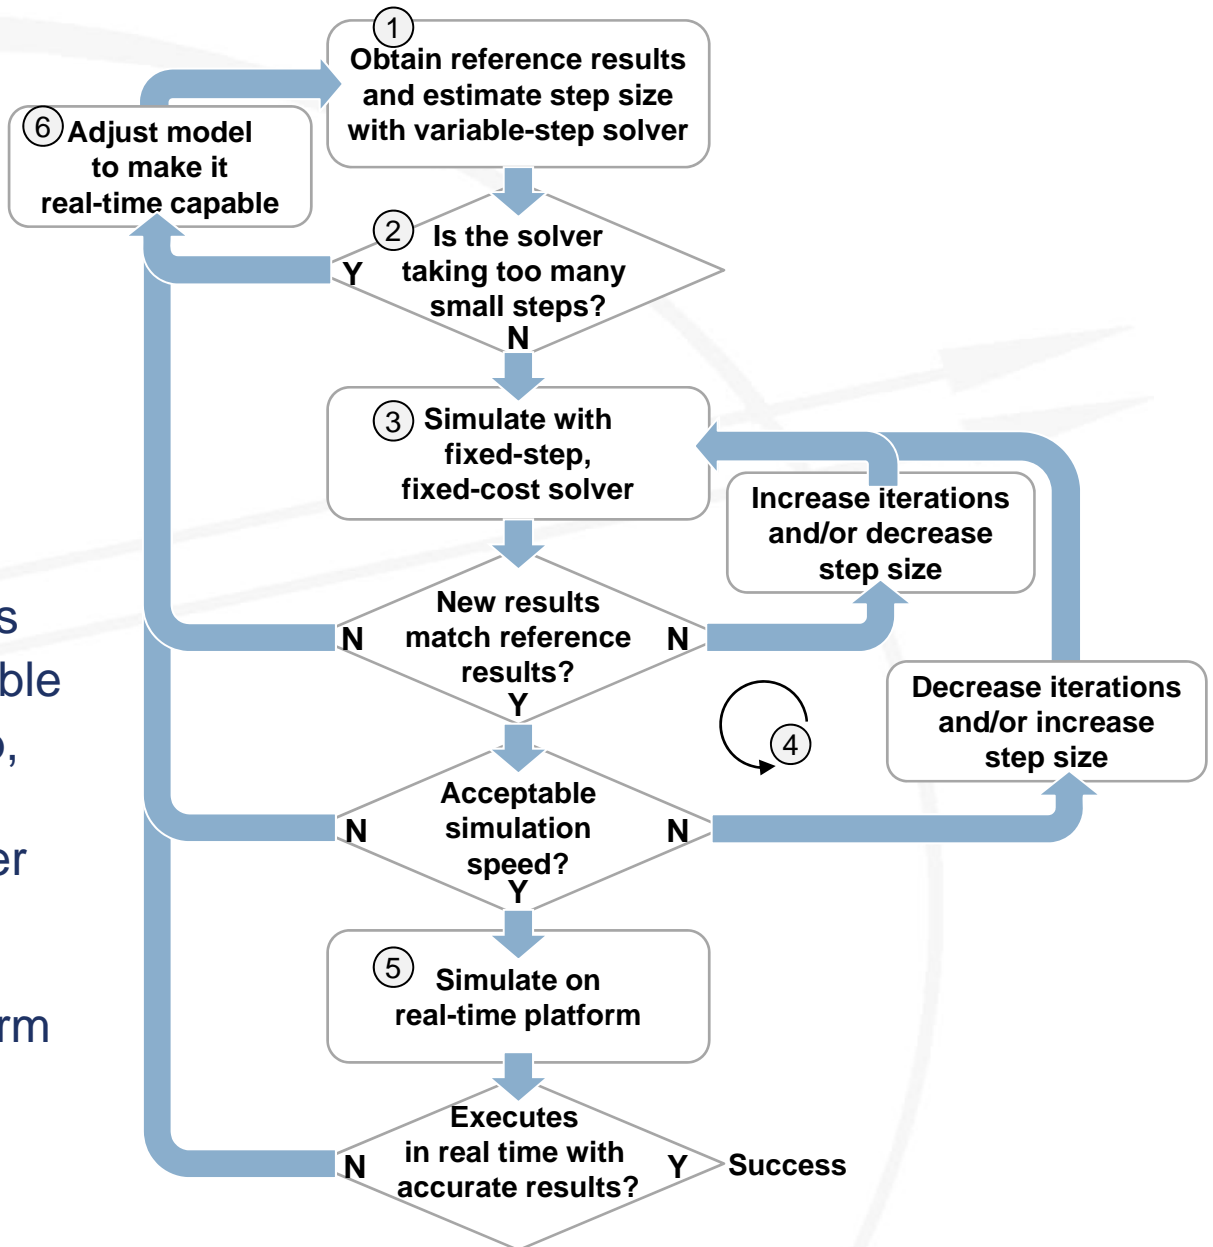 1
Obtain reference results
and estimate step size
with variable-step solver
6
Adjust model
to make it
real-time capable
2
Is the solver
taking too many
small steps?
Y
N
3
Simulate with
fixed-step,
fixed-cost solver
Increase iterations
and/or decrease
step size
New results
match reference
results?
N
N
Y
Decrease iterations
and/or increase
step size
4
Acceptable
simulation
speed?
N
N
Y
5
Simulate on
real-time platform
Executes
in real time with
accurate results?
N
Y
Success
s
ble
,
er
rm